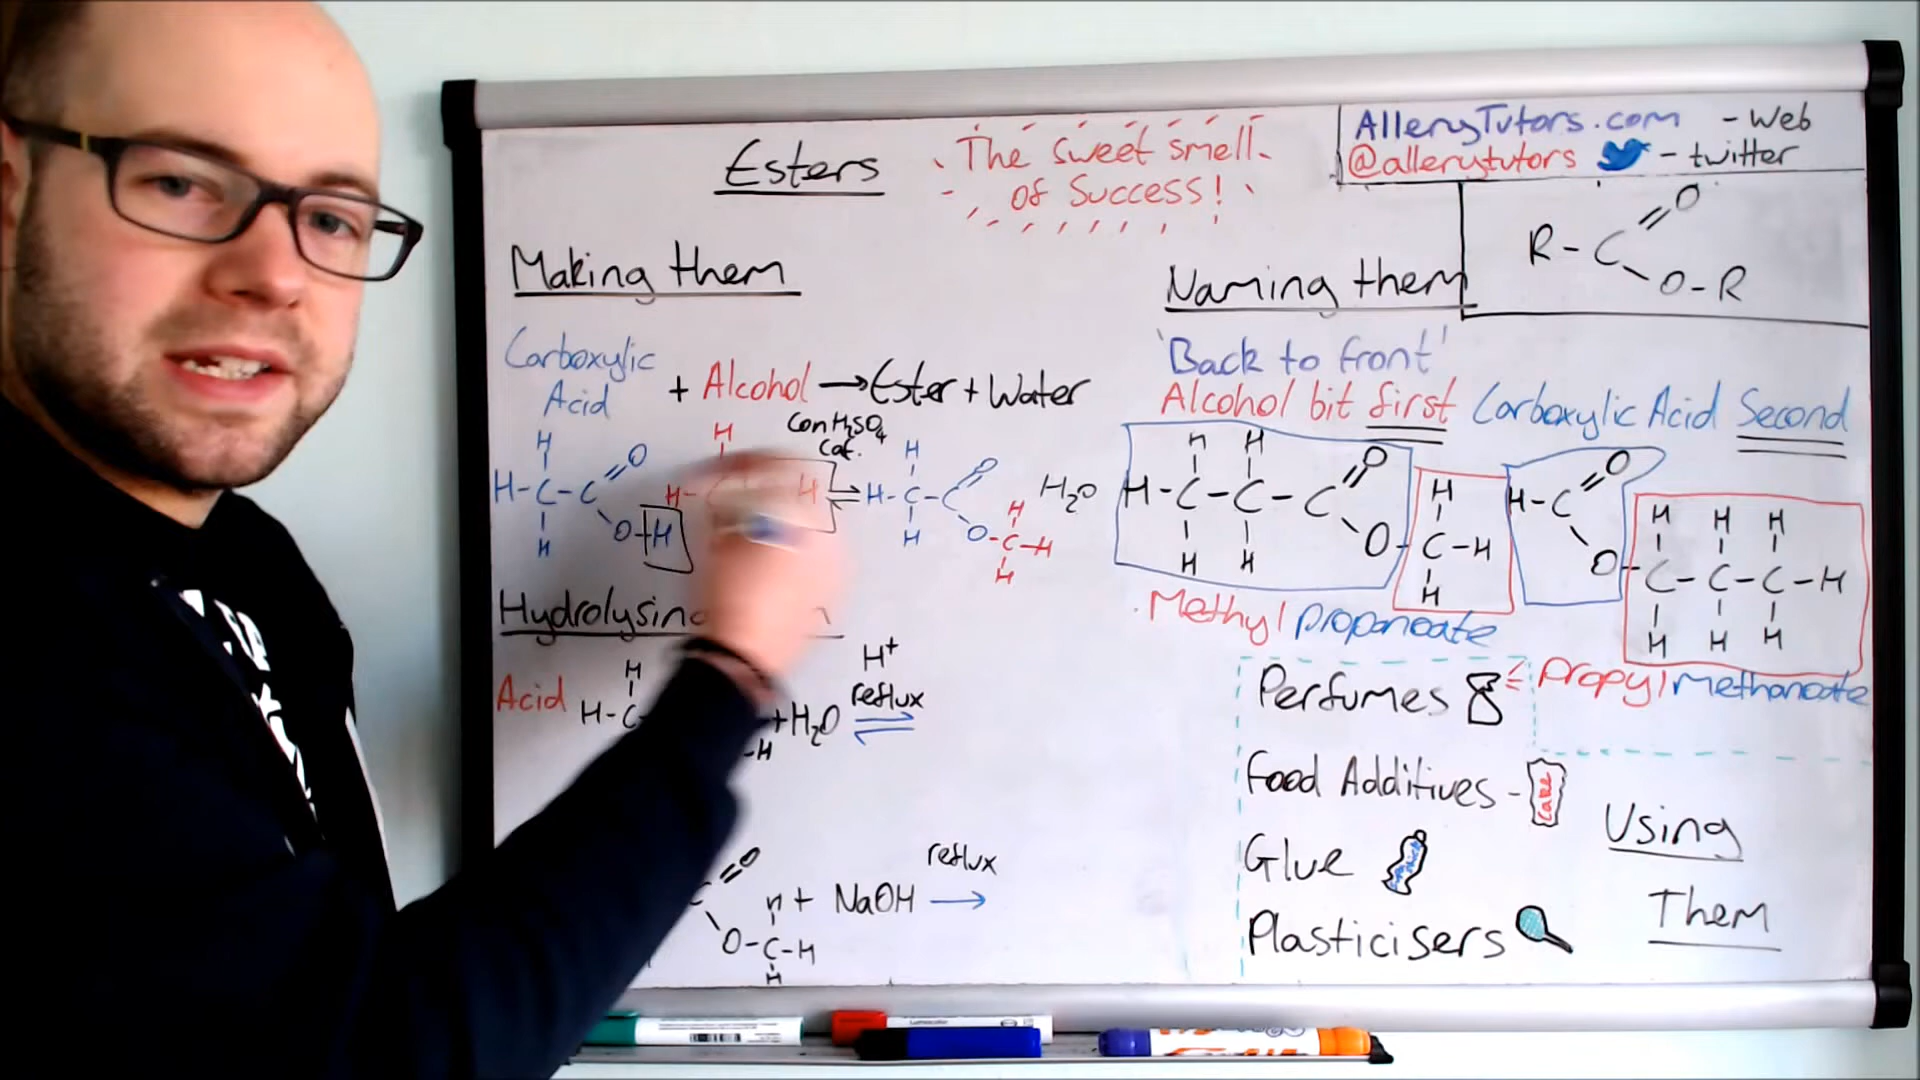 Esters
The sweet smell
of Success!
AlleryTutors.com - Web
@allerytutors - twitter
R-C
O
O-R
Making them
Carboxylic
Acid
+ Alcohol → Ester + Water
Con H₂SO₄
Cat.
H
H-C-C
O
H
O-H
H
H-
H
⇌
H
H-C-C
O
H
O-C-H
H
H
H₂O
Naming them
'Back to front'
Alcohol bit first Carboxylic Acid Second
H H
H-C-C-C
O
O-C-H
H H
H
H
Methyl propanoate
H-C
O
O-C-C-C-H
H H H
H H H
Propyl methanoate
Hydrolysing
Acid
H
H-C
-H
+H₂O
H⁺
reflux
⇌
O
O-C-H
H
H
+ NaOH
reflux
→
Perfumes
Food Additives -
Cake
Glue
Plasticisers
Using
Them